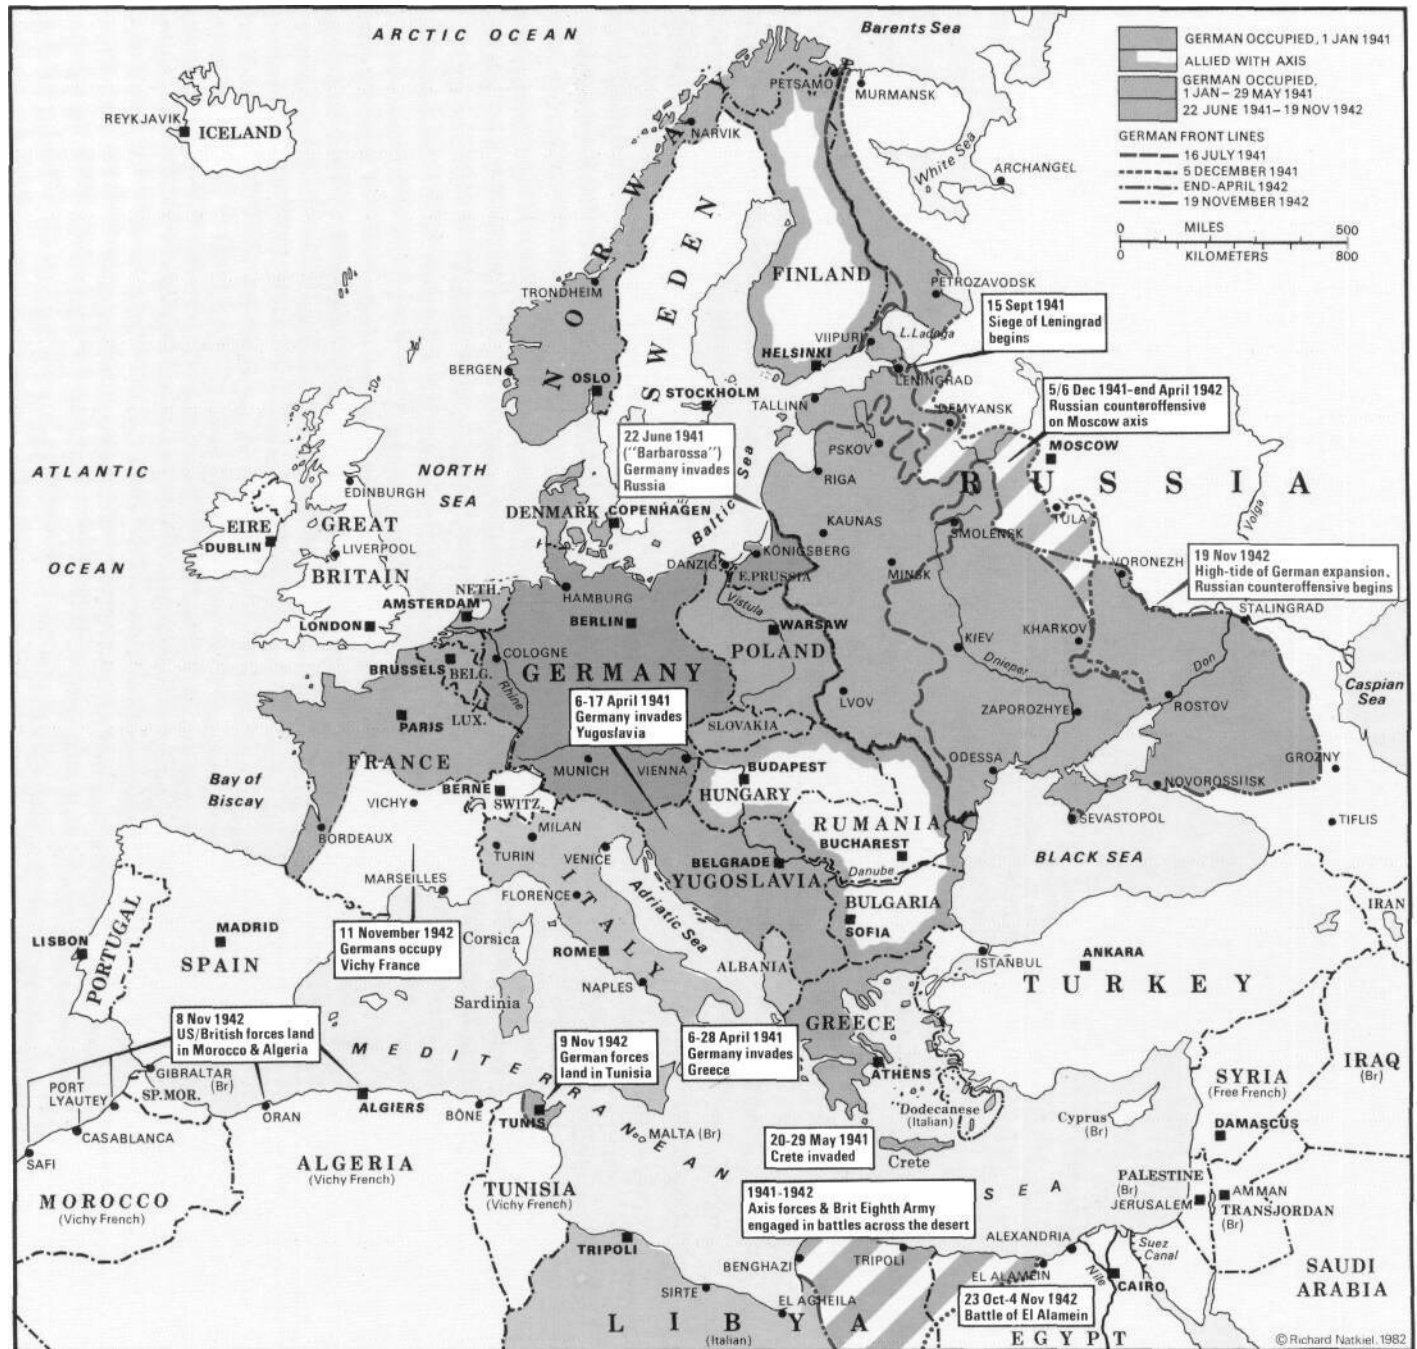 ARCTIC OCEAN
Barents Sea
GERMAN OCCUPIED, 1 JAN 1941
ALLIED WITH AXIS
GERMAN OCCUPIED,
1 JAN – 29 MAY 1941
22 JUNE 1941–19 NOV 1942
GERMAN FRONT LINES
16 JULY 1941
5 DECEMBER 1941
END-APRIL 1942
19 NOVEMBER 1942
0 MILES 500
0 KILOMETERS 800
REYKJAVIK
ICELAND
PETSAMO
MURMANSK
NARVIK
White Sea
ARCHANGEL
NORWAY
SWEDEN
FINLAND
TRONDHEIM
PETROZAVODSK
15 Sept 1941
Siege of Leningrad
begins
VIIPURI
L. Ladoga
HELSINKI
BERGEN
OSLO
STOCKHOLM
LENINGRAD
TALLINN
DEMYANSK
5/6 Dec 1941-end April 1942
Russian counteroffensive
on Moscow axis
22 June 1941
("Barbarossa")
Germany invades
Russia
PSKOV
MOSCOW
RIGA
RUSSIA
ATLANTIC
OCEAN
NORTH
SEA
EDINBURGH
Baltic Sea
Volga
DENMARK
COPENHAGEN
TULA
EIRE
DUBLIN
GREAT
BRITAIN
LIVERPOOL
KAUNAS
SMOLENSK
KÖNIGSBERG
DANZIG
E.PRUSSIA
MINSK
VORONEZH
19 Nov 1942
High-tide of German expansion.
Russian counteroffensive begins
NETH.
HAMBURG
AMSTERDAM
LONDON
BERLIN
Vistula
WARSAW
POLAND
STALINGRAD
KIEV
KHARKOV
Dnieper
Don
BRUSSELS
BELG.
COLOGNE
GERMANY
Rhine
LUX.
PARIS
6-17 April 1941
Germany invades
Yugoslavia
SLOVAKIA
LVOV
ZAPOROZHYE
ROSTOV
Caspian
Sea
FRANCE
MUNICH
VIENNA
BUDAPEST
HUNGARY
ODESSA
GROZNY
NOVOROSSIISK
Bay of
Biscay
VICHY
BERNE
SWITZ.
RUMANIA
BUCHAREST
SEVASTOPOL
TIFLIS
BORDEAUX
MILAN
TURIN
VENICE
BELGRADE
YUGOSLAVIA
Danube
BLACK SEA
MARSEILLES
FLORENCE
ITALY
Adriatic Sea
BULGARIA
SOFIA
IRAN
PORTUGAL
LISBON
MADRID
SPAIN
11 November 1942
Germans occupy
Vichy France
Corsica
ROME
ALBANIA
ISTANBUL
ANKARA
TURKEY
NAPLES
Sardinia
GREECE
8 Nov 1942
US/British forces land
in Morocco & Algeria
9 Nov 1942
German forces
land in Tunisia
6-28 April 1941
Germany invades
Greece
MEDITERRANEAN SEA
ATHENS
SYRIA
(Free French)
IRAQ
(Br)
GIBRALTAR
(Br)
PORT
LYAUTEY
SP.MOR.
ORAN
ALGIERS
BÔNE
TUNIS
MALTA (Br)
Dodecanese
(Italian)
Cyprus
(Br)
DAMASCUS
CASABLANCA
SAFI
20-29 May 1941
Crete invaded
Crete
ALGERIA
(Vichy French)
TUNISIA
(Vichy French)
MOROCCO
(Vichy French)
PALESTINE
(Br)
JERUSALEM
AMMAN
TRANSJORDAN
(Br)
1941-1942
Axis forces & Brit Eighth Army
engaged in battles across the desert
TRIPOLI
BENGHAZI
TRIPOLI
ALEXANDRIA
Suez
Canal
EL ALAMEIN
Nile
CAIRO
SAUDI
ARABIA
SIRTE
EL AGHEILA
23 Oct-4 Nov 1942
Battle of El Alamein
LIBYA
(Italian)
EGYPT
© Richard Natkiel. 1982